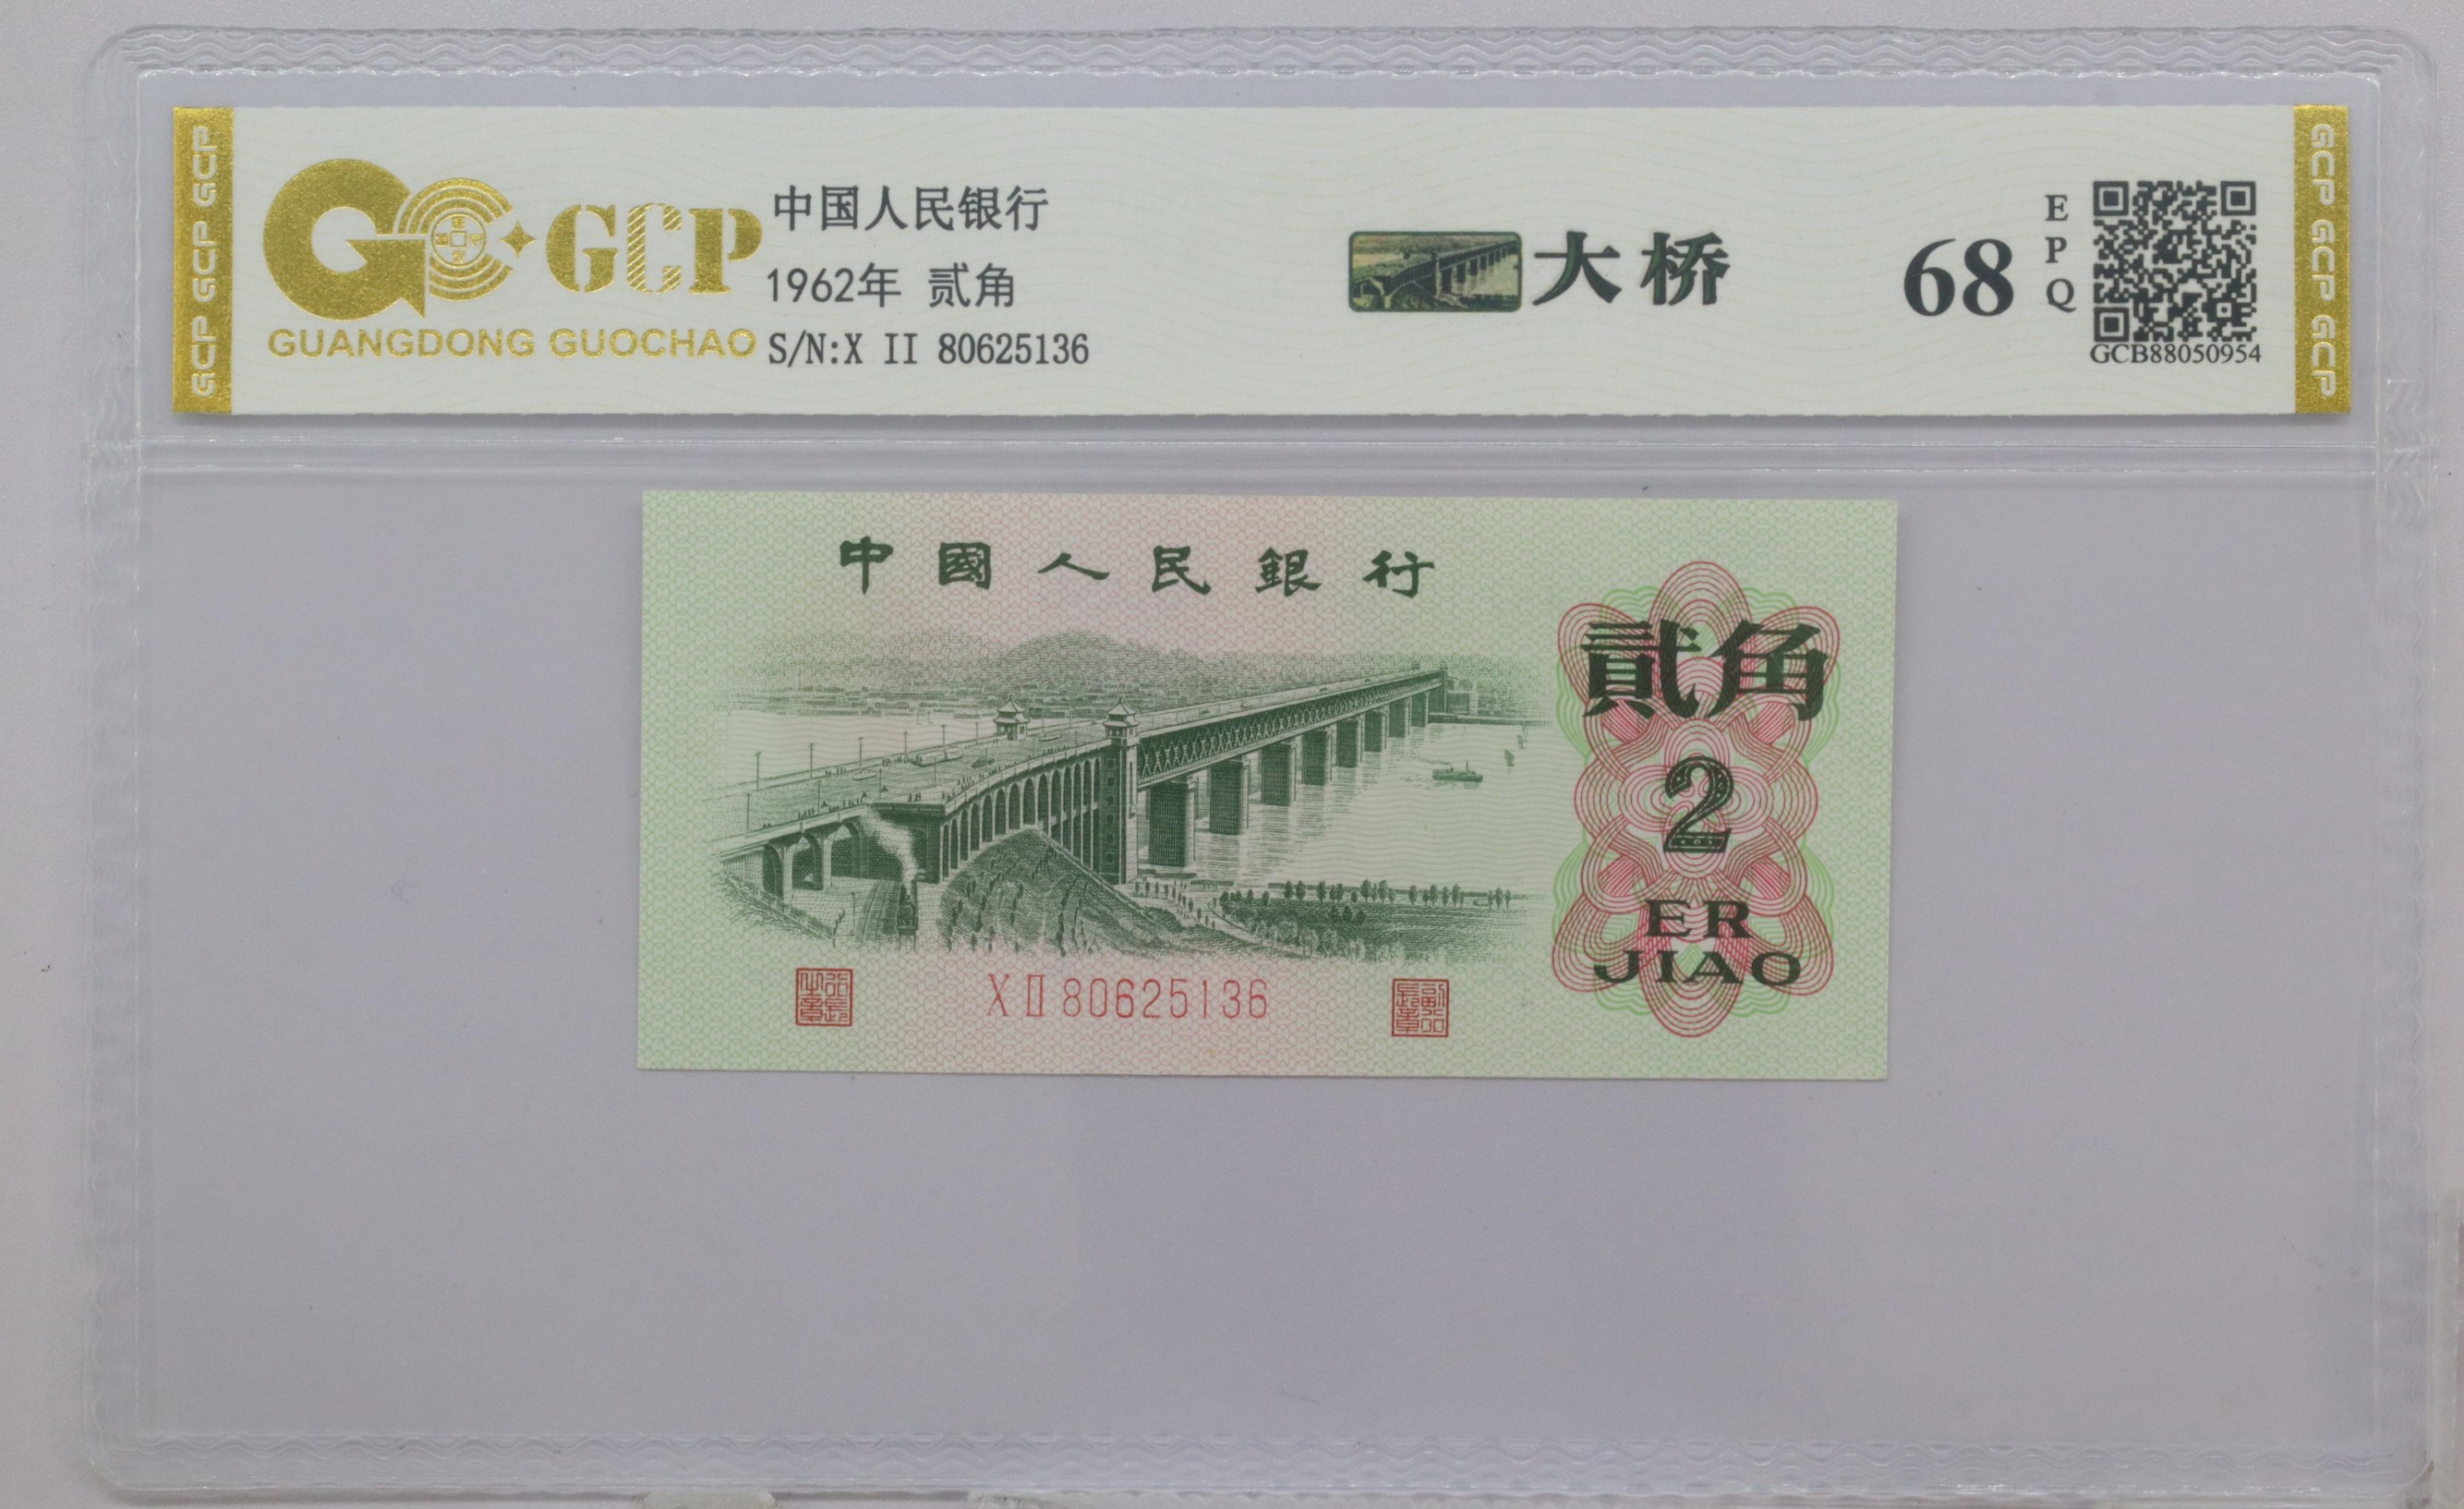 GCP GCP GCP
GCP
GUANGDONG GUOCHAO
中国人民银行
1962年 贰角
S/N:X II 80625136
大桥
68
E
P
Q
GCB88050954
GCP GCP GCP
中國人民銀行
貳角
2
ER
JIAO
X II 80625136